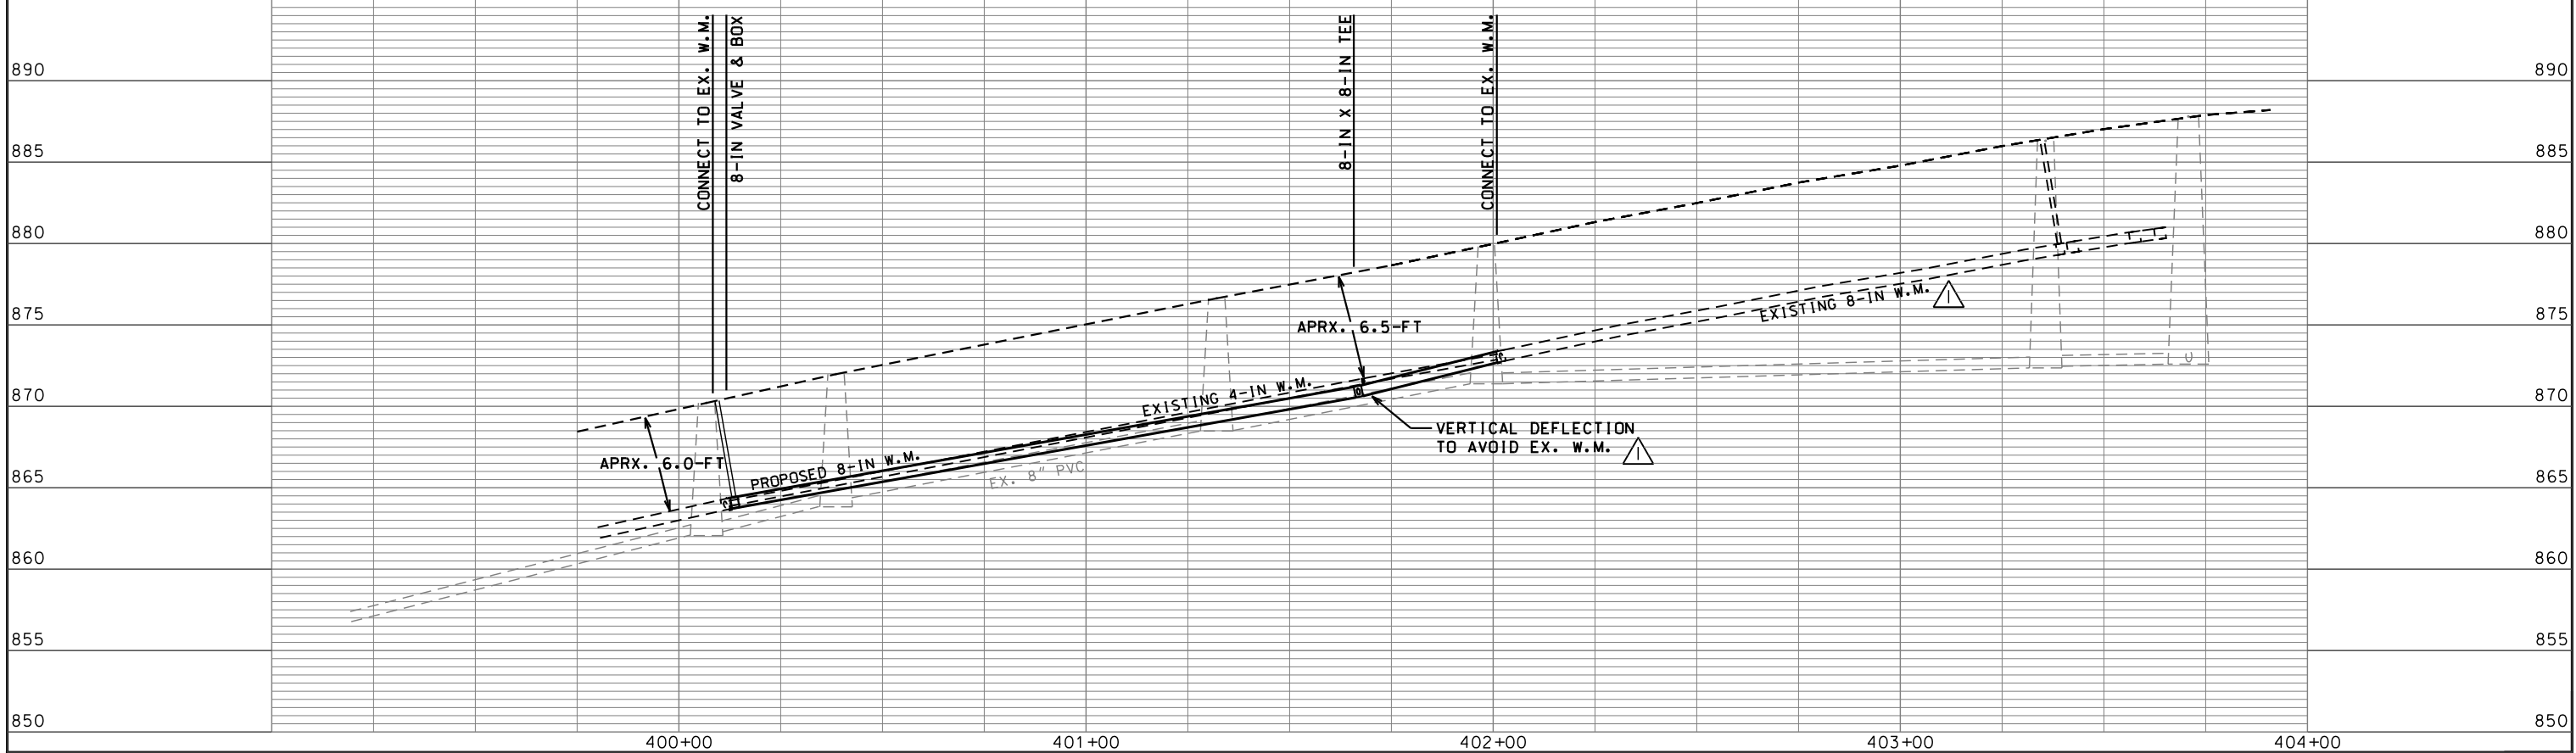 CONNECT TO EX. W.M.
8-IN VALVE & BOX
8-IN X 8-IN TEE
CONNECT TO EX. W.M.
890
890
885
885
880
880
875
875
870
870
865
865
860
860
855
855
850
850
EXISTING 8-IN W.M.
1
APRX. 6.5-FT
EXISTING 4-IN W.M.
VERTICAL DEFLECTION
TO AVOID EX. W.M.
1
APRX. 6.0-FT
PROPOSED 8-IN W.M.
EX. 8" PVC
400+00
401+00
402+00
403+00
404+00